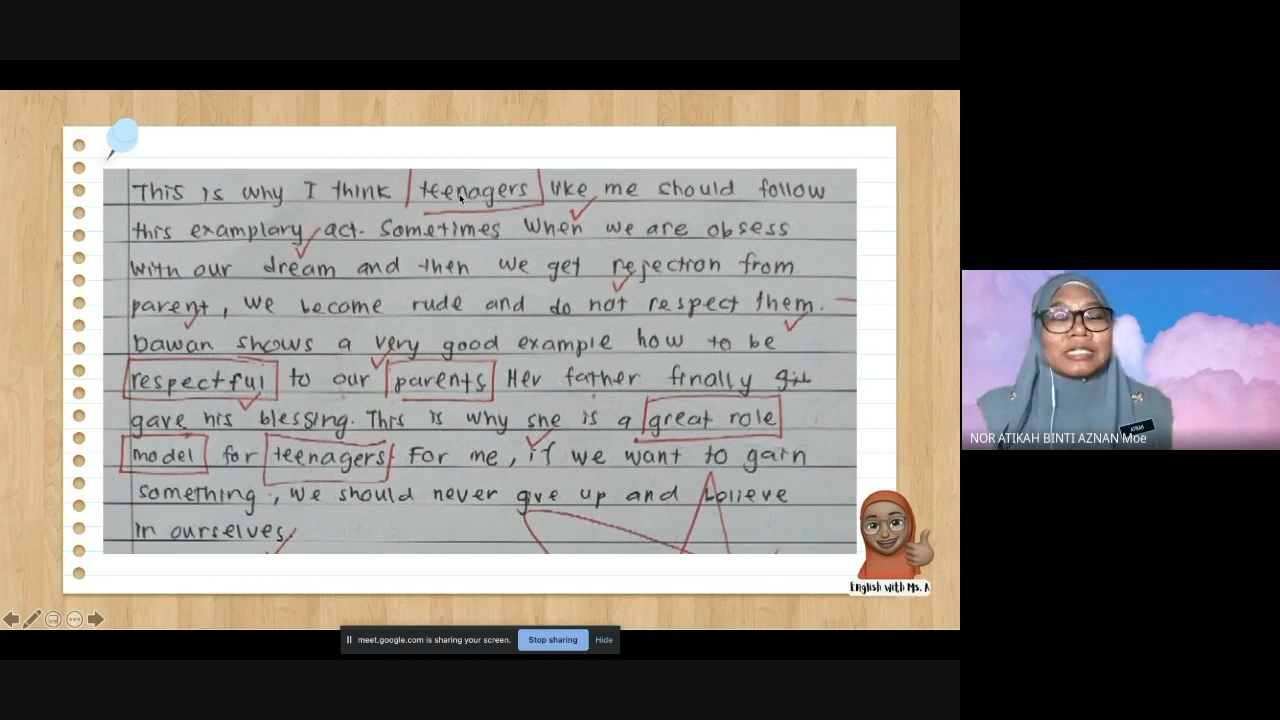 This is why I think teenagers like me should follow
this examplary act. Sometimes when we are obsess
with our dream and then we get rejection from
parent, we become rude and do not respect them.
Dawan shows a very good example how to be
respectful to our parents. Her father finally
gave his blessing. This is why she is a great role
model for teenagers. For me, if we want to gain
something, we should never give up and believe
in ourselves.
English with Ms. A
meet.google.com is sharing your screen.
Stop sharing
Hide
NOR ATIKAH BINTI AZNAN Moe